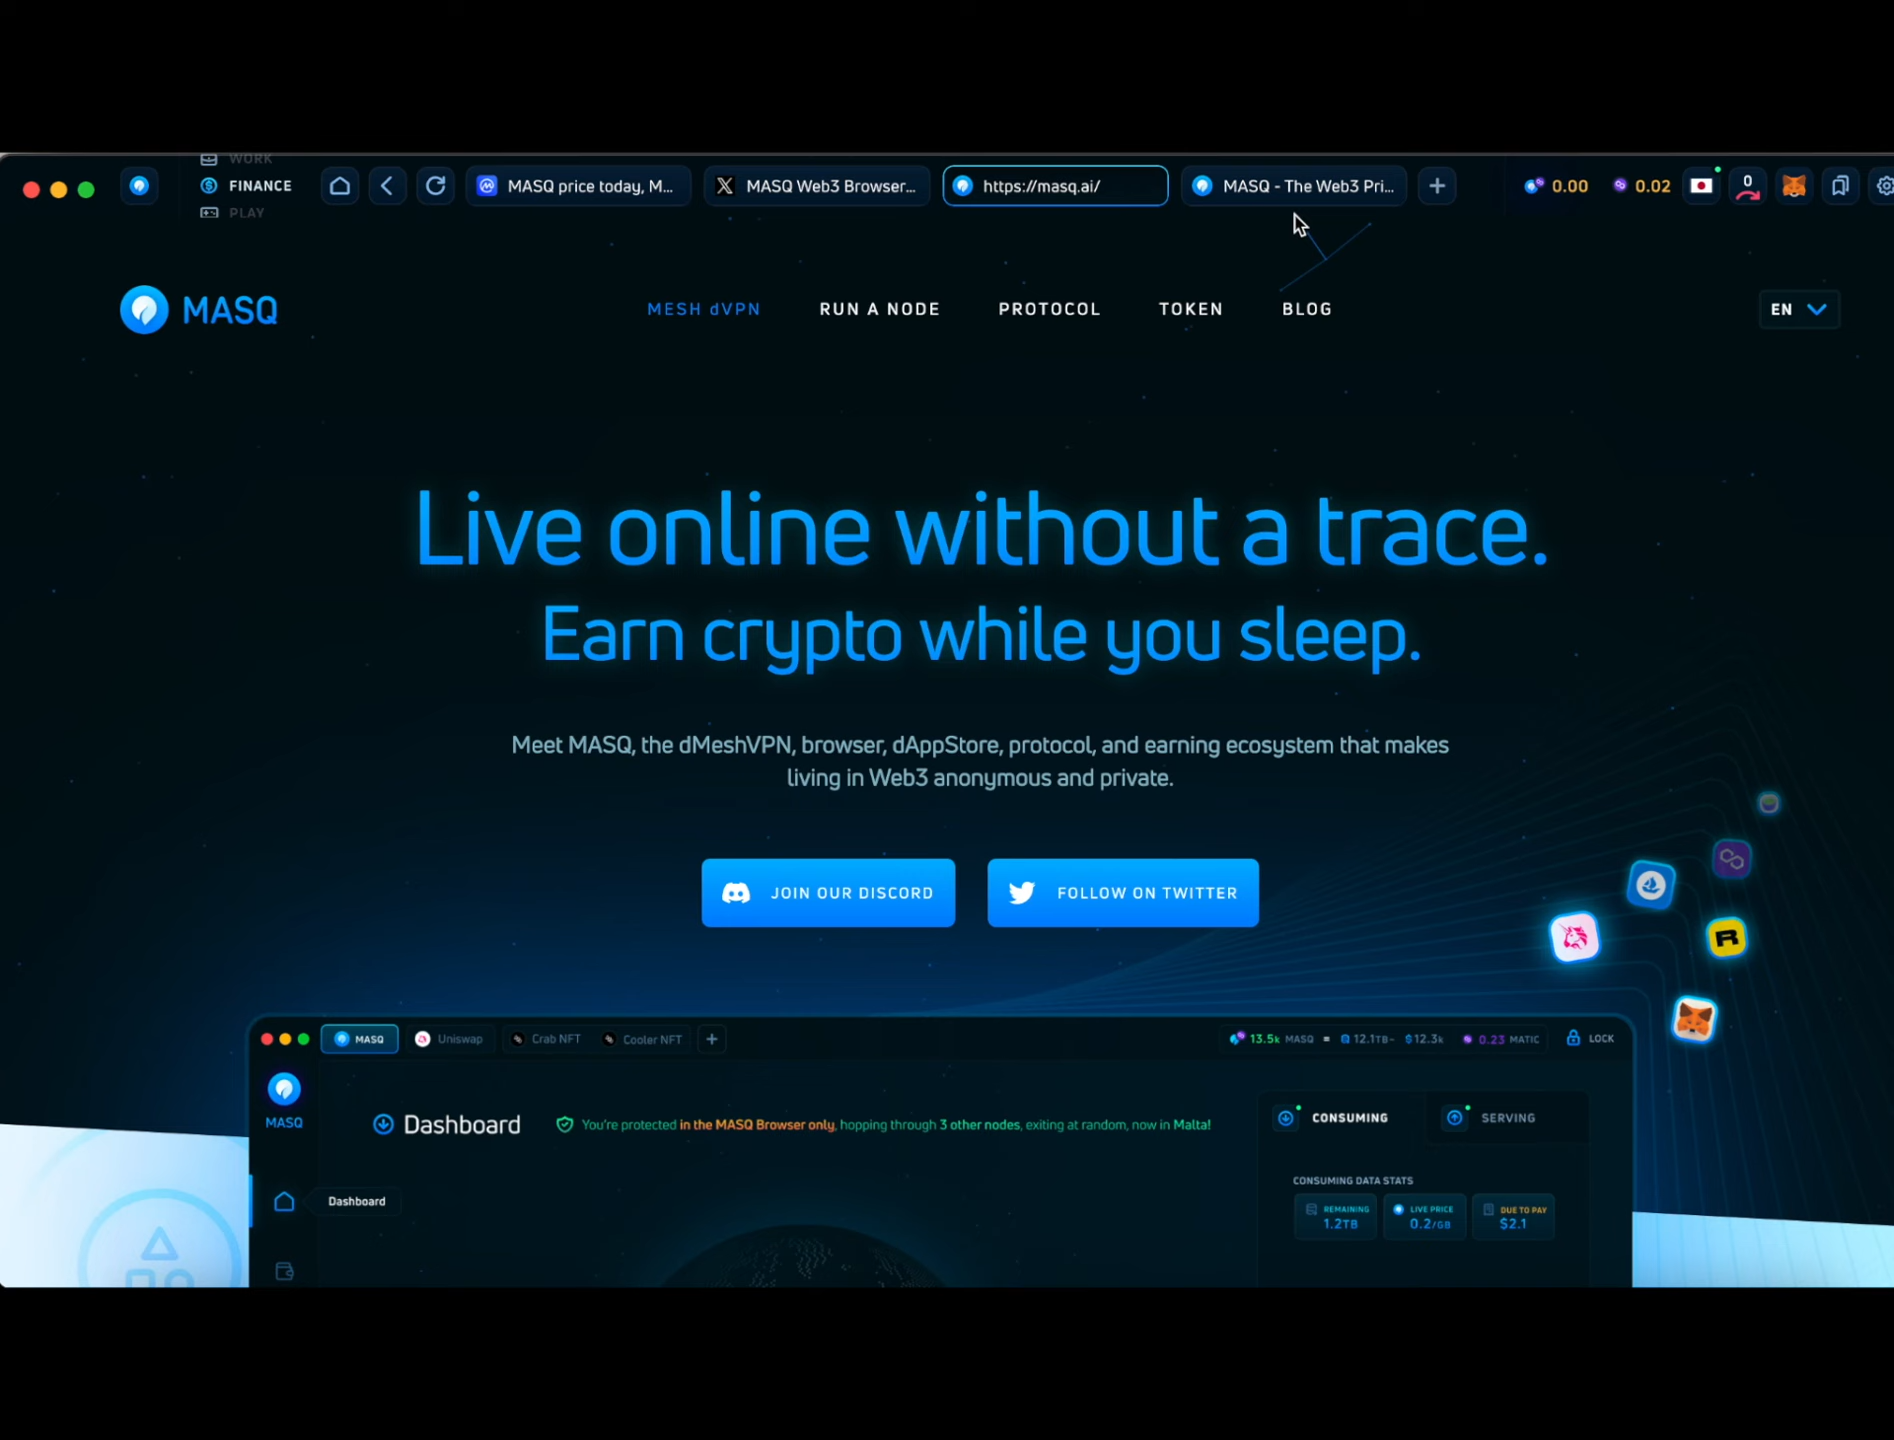 WORK
FINANCE
PLAY
MASQ price today, M...
MASQ Web3 Browser...
https://masq.ai/
MASQ - The Web3 Pri...
0.00
0.02
0
MASQ
MESH dVPN
RUN A NODE
PROTOCOL
TOKEN
BLOG
EN
Live online without a trace.
Earn crypto while you sleep.
Meet MASQ, the dMeshVPN, browser, dAppStore, protocol, and earning ecosystem that makes
living in Web3 anonymous and private.
JOIN OUR DISCORD
FOLLOW ON TWITTER
R
MASQ
Uniswap
Crab NFT
Cooler NFT
13.5k MASQ = 12.1TB~ $12.3k
0.23 MATIC
LOCK
MASQ
Dashboard
You're protected in the MASQ Browser only, hopping through 3 other nodes, exiting at random, now in Malta!
CONSUMING
SERVING
CONSUMING DATA STATS
REMAINING
1.2TB
LIVE PRICE
0.2/GB
DUE TO PAY
$2.1
Dashboard